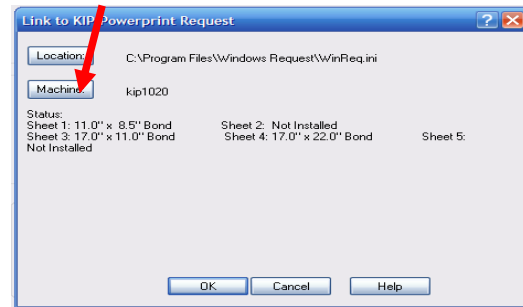 Link to KIP Powerprint Request
Location: C:\Program Files\Windows Request\WinReq.ini
Machine: kip1020
Status:
Sheet 1: 11.0" x 8.5" Bond Sheet 2: Not Installed
Sheet 3: 17.0" x 11.0" Bond Sheet 4: 17.0" x 22.0" Bond Sheet 5:
Not Installed
OK Cancel Help